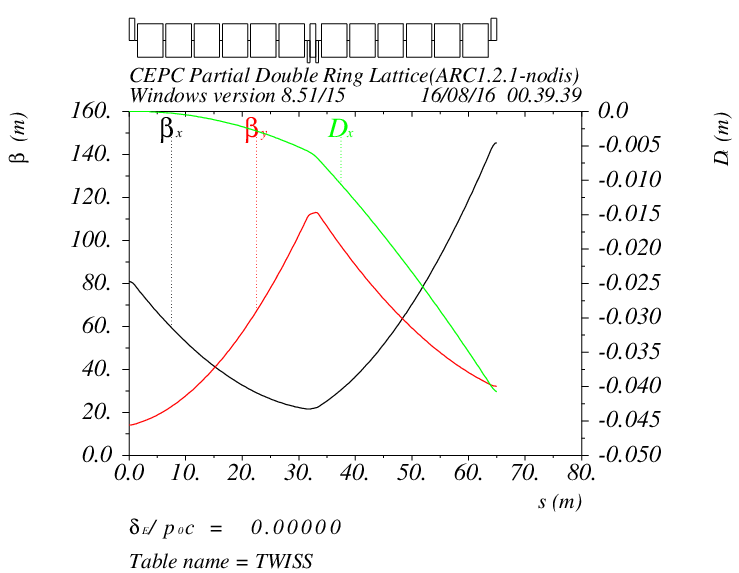 CEPC Partial Double Ring Lattice(ARC1.2.1-nodis)
Windows version 8.51/15 16/08/16 00.39.39
β (m)
Dx (m)
βx βy Dx
160. 0.0
140. -0.005
-0.010
120. -0.015
100. -0.020
80. -0.025
60. -0.030
-0.035
40. -0.040
20. -0.045
0.0 -0.050
0.0 10. 20. 30. 40. 50. 60. 70. 80.
s (m)
δE/ p0c = 0.00000
Table name = TWISS